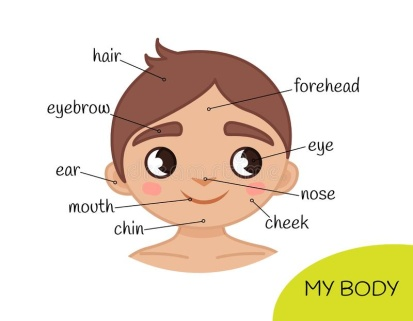 hair
forehead
eyebrow
eye
ear
nose
mouth
cheek
chin
MY BODY